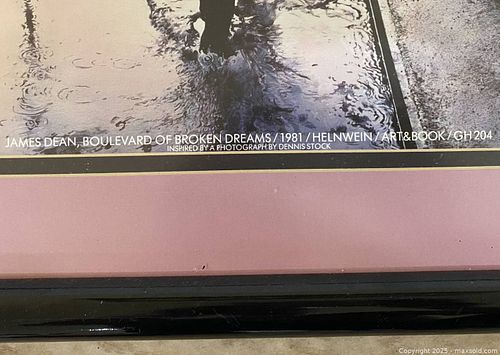 JAMES DEAN, BOULEVARD OF BROKEN DREAMS / 1981 / HELNWEIN / ART&BOOK / GH 204
INSPIRED BY A PHOTOGRAPH BY DENNIS STOCK
Copyright 2025 - maxsold.com